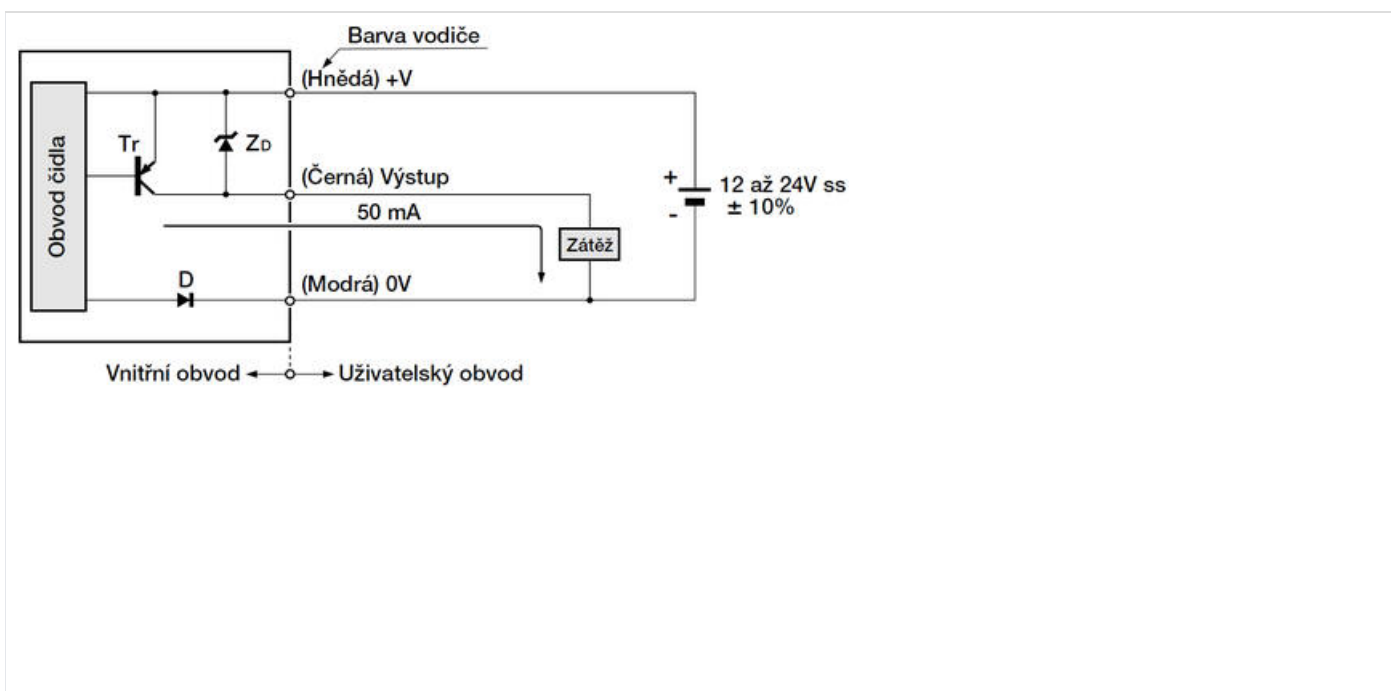 Barva vodiče
(Hnědá) +V
Obvod čidla
Tr
ZD
(Černá) Výstup
50 mA
+
-
12 až 24V ss
± 10%
Zátěž
D
(Modrá) 0V
Vnitřní obvod
Uživatelský obvod